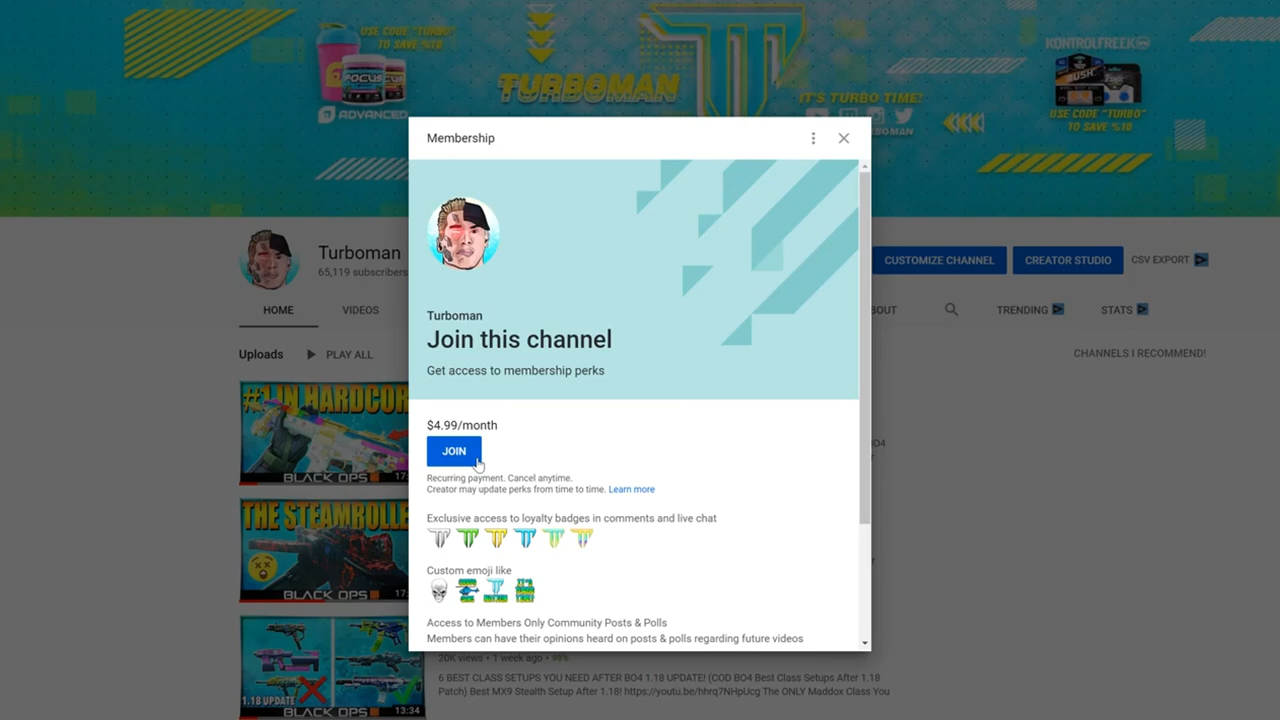 USE CODE "TURBO"
TO SAVE %10
FOCUS
ADVANCED
TURBOMAN
IT'S TURBO TIME!
KONTROLFREEK
USE CODE "TURBO"
TO SAVE %10
Membership
Turboman
65,119 subscribers
CUSTOMIZE CHANNEL
CREATOR STUDIO
CSV EXPORT
HOME
VIDEOS
TRENDING
STATS
Uploads
PLAY ALL
CHANNELS I RECOMMEND!
Turboman
Join this channel
Get access to membership perks
$4.99/month
JOIN
Recurring payment. Cancel anytime.
Creator may update perks from time to time. Learn more
Exclusive access to loyalty badges in comments and live chat
Custom emoji like
Access to Members Only Community Posts & Polls
Members can have their opinions heard on posts & polls regarding future videos
#1 IN HARDCOR
BLACK OPS
17:
THE STEAMROLLE
BLACK OPS
17:
1.18 UPDATE
BLACK OPS
13:34
20K views • 1 week ago • 98%
6 BEST CLASS SETUPS YOU NEED AFTER BO4 1.18 UPDATE! (COD BO4 Best Class Setups After 1.18
Patch) Best MX9 Stealth Setup After 1.18! https://youtu.be/hhrq7NHpUcg The ONLY Maddox Class You